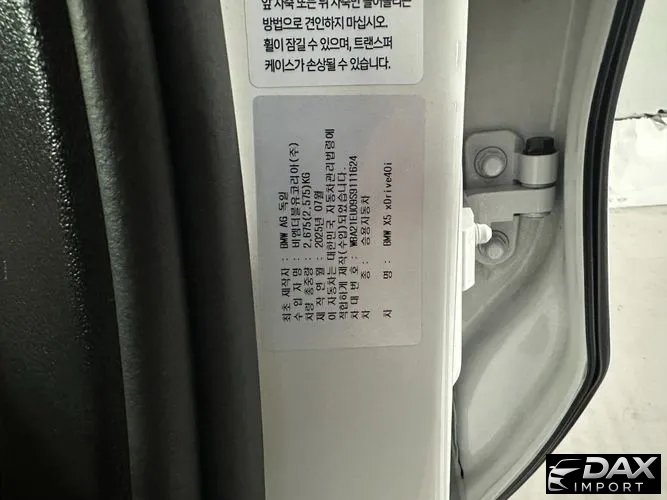 앞 차축 또는 뒤 차축만 들어올리는
방법으로 견인하지 마십시오.
휠이 잠길 수 있으며, 트랜스퍼
케이스가 손상될 수 있습니다.
최초 제작자 : BMW AG 독일
수 입 자 명 : 비엠더블유코리아(주)
차량 총중량 : 2,675(2,575)KG
제 작 연 월 : 2025년 07월
이 자동차는 대한민국 자동차관리법령에
적합하게 제작(수입)되었습니다.
차 대 번 호 : WBA21EU09S9111624
차 종 : 승용자동차
차 명 : BMW X5 xDrive40i
DAX
IMPORT